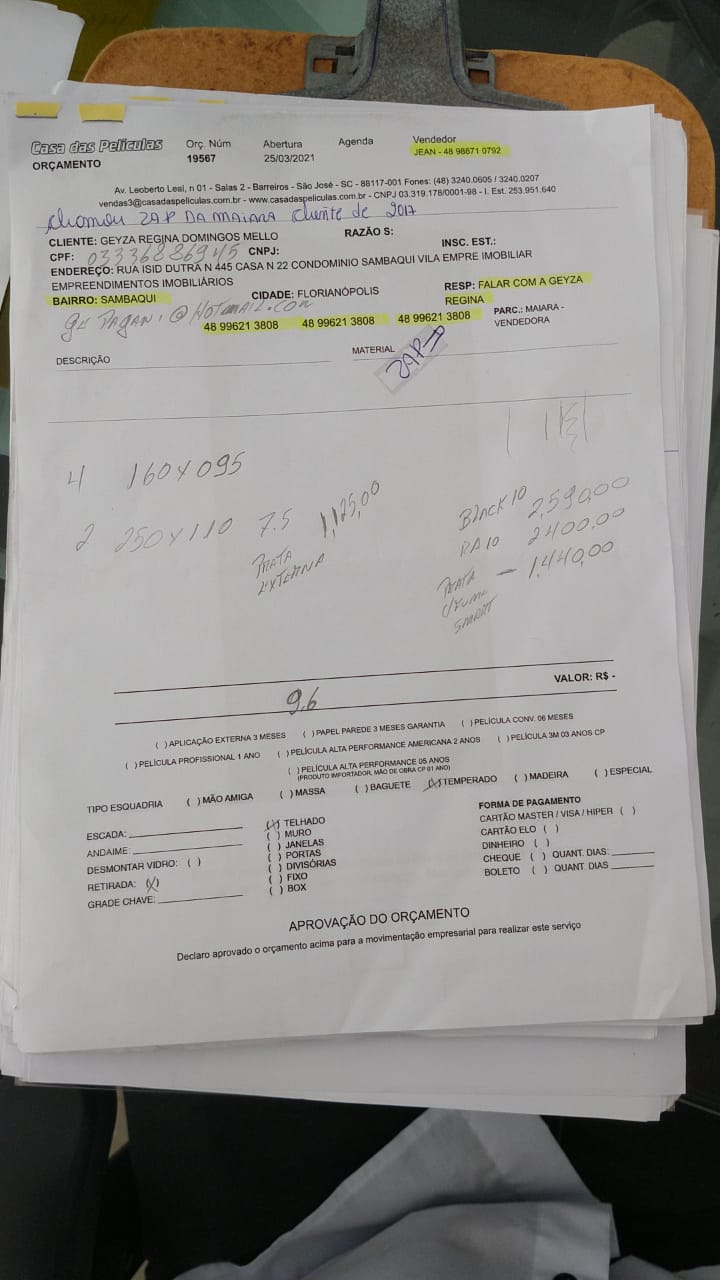 Casa das Películas
ORÇAMENTO
Orç. Núm
19567
Abertura
25/03/2021
Agenda
Vendedor
JEAN - 48 98871 0792
Av. Leoberto Leal, n 01 - Salas 2 - Barreiros - São José - SC - 88117-001 Fones: (48) 3240.0605 / 3240.0207
vendas3@casadaspeliculas.com.br - www.casadaspeliculas.com.br - CNPJ 03.319.178/0001-98 - I. Est. 253.951.640
chamou ZAP DA MAIARA cliente de 2017
CLIENTE: GEYZA REGINA DOMINGOS MELLO RAZÃO S:
CPF: 03336886945 CNPJ: INSC. EST.:
ENDEREÇO: RUA ISID DUTRA N 445 CASA N 22 CONDOMINIO SAMBAQUI VILA EMPRE IMOBILIAR
EMPREENDIMENTOS IMOBILIÁRIOS
BAIRRO: SAMBAQUI CIDADE: FLORIANÓPOLIS RESP: FALAR COM A GEYZA
REGINA
@Hotmail.com
48 99621 3808 48 99621 3808 48 99621 3808 PARC.: MAIARA -
VENDEDORA
DESCRIÇÃO MATERIAL ZAP
4 160 x 095
2 250 x 110 7.5 1,125,00
PRATA
EXTERNA
BLACK 10 2,590,00
RA10 2400,00
PRATA - 1,440,00
SMART
VALOR: R$ -
9.6
( ) APLICAÇÃO EXTERNA 3 MESES ( ) PAPEL PAREDE 3 MESES GARANTIA ( ) PELÍCULA CONV. 06 MESES
( ) PELÍCULA PROFISSIONAL 1 ANO ( ) PELÍCULA ALTA PERFORMANCE AMERICANA 2 ANOS ( ) PELÍCULA 3M 03 ANOS CP
( ) PELÍCULA ALTA PERFORMANCE 05 ANOS
(PRODUTO IMPORTADOR, MÃO DE OBRA CP 01 ANO)
TIPO ESQUADRIA ( ) MÃO AMIGA ( ) MASSA ( ) BAGUETE (X) TEMPERADO ( ) MADEIRA ( ) ESPECIAL
ESCADA:
ANDAIME:
DESMONTAR VIDRO: ( )
RETIRADA: (X)
GRADE CHAVE:
(X) TELHADO
( ) MURO
( ) JANELAS
( ) PORTAS
( ) DIVISÓRIAS
( ) FIXO
( ) BOX
FORMA DE PAGAMENTO
CARTÃO MASTER / VISA / HIPER ( )
CARTÃO ELO ( )
DINHEIRO ( )
CHEQUE ( ) QUANT. DIAS:
BOLETO ( ) QUANT. DIAS
APROVAÇÃO DO ORÇAMENTO
Declaro aprovado o orçamento acima para a movimentação empresarial para realizar este serviço